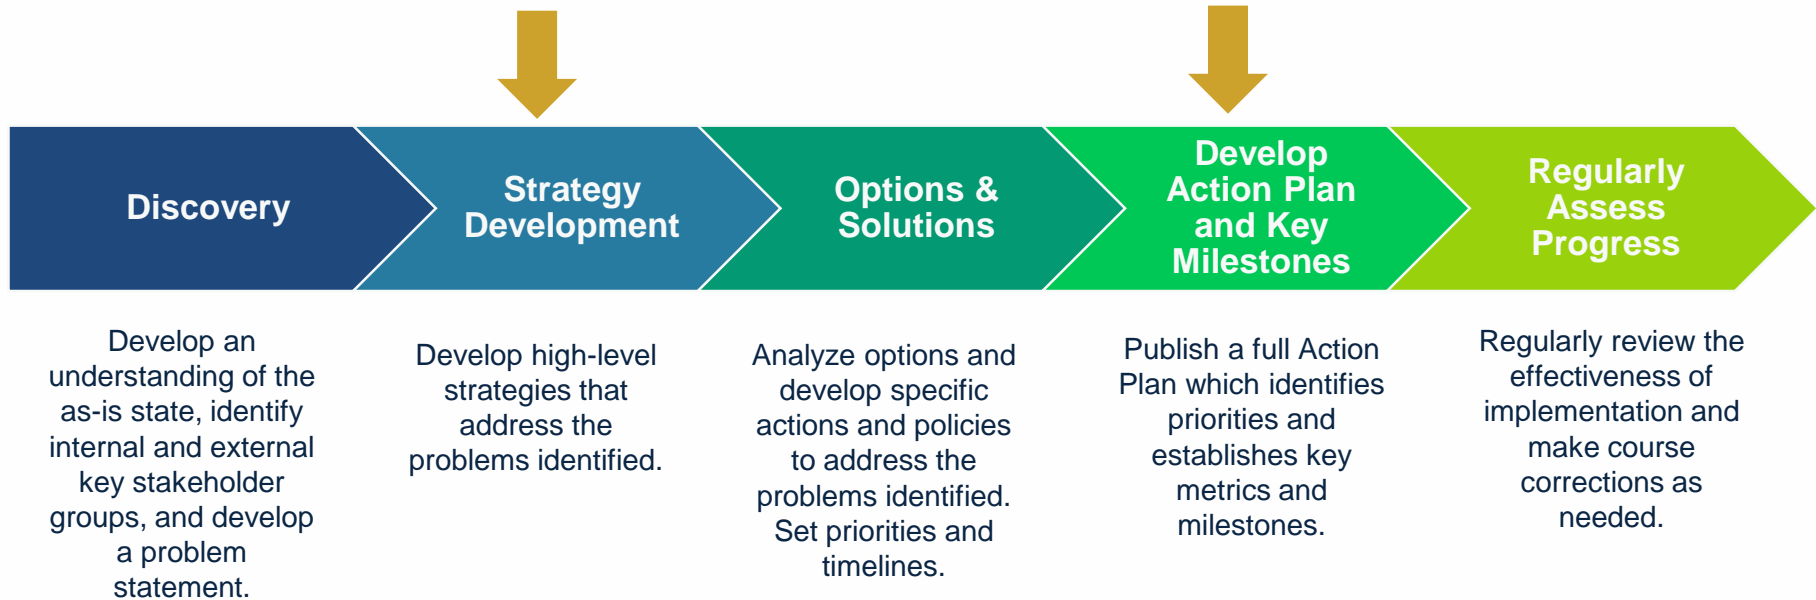 Discovery
Strategy
Development
Options &
Solutions
Develop
Action Plan
and Key
Milestones
Regularly
Assess
Progress
Develop an
understanding of the
as-is state, identify
internal and external
key stakeholder
groups, and develop
a problem
statement.
Develop high-level
strategies that
address the
problems identified.
Analyze options and
develop specific
actions and policies
to address the
problems identified.
Set priorities and
timelines.
Publish a full Action
Plan which identifies
priorities and
establishes key
metrics and
milestones.
Regularly review the
effectiveness of
implementation and
make course
corrections as
needed.